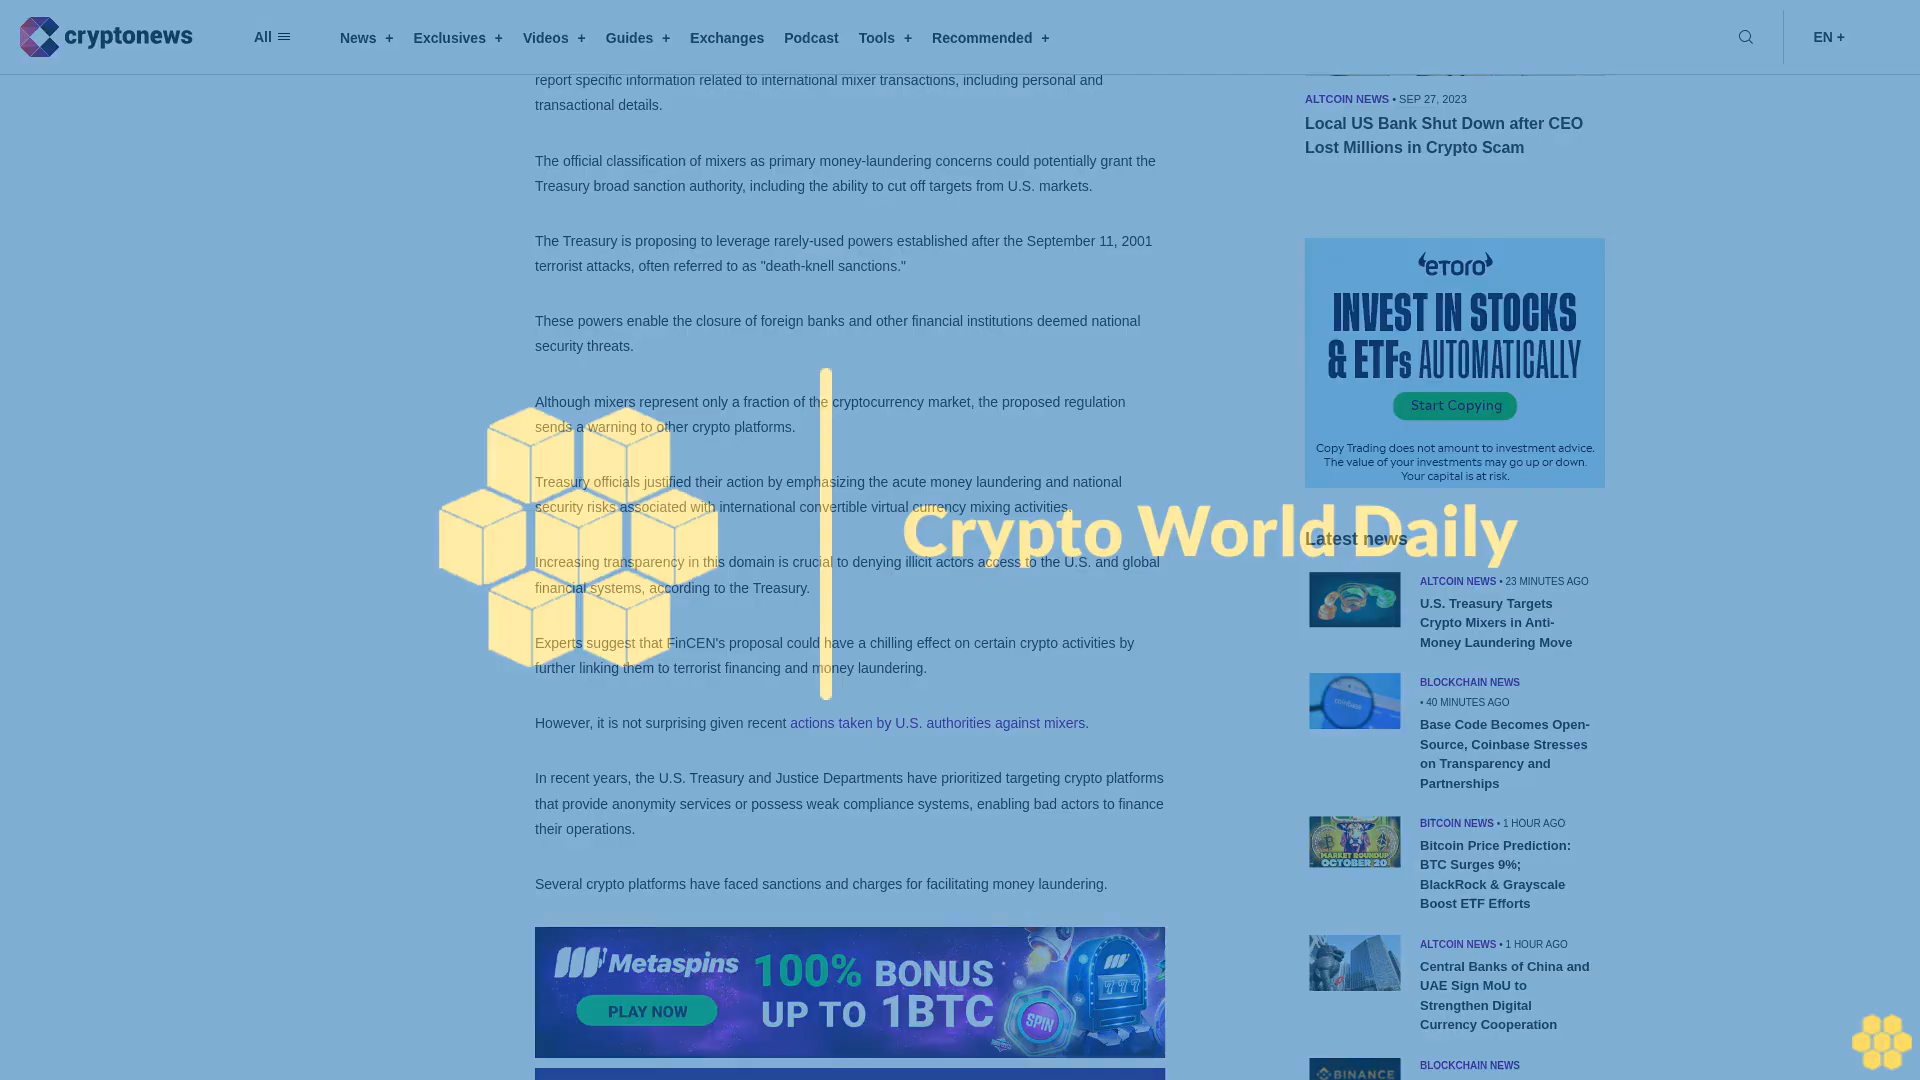 cryptonews
All
News +
Exclusives +
Videos +
Guides +
Exchanges
Podcast
Tools +
Recommended +
EN +
report specific information related to international mixer transactions, including personal and
transactional details.
The official classification of mixers as primary money-laundering concerns could potentially grant the
Treasury broad sanction authority, including the ability to cut off targets from U.S. markets.
The Treasury is proposing to leverage rarely-used powers established after the September 11, 2001
terrorist attacks, often referred to as "death-knell sanctions."
These powers enable the closure of foreign banks and other financial institutions deemed national
security threats.
Although mixers represent only a fraction of the cryptocurrency market, the proposed regulation
sends a warning to other crypto platforms.
Treasury officials justified their action by emphasizing the acute money laundering and national
security risks associated with international convertible virtual currency mixing activities.
Increasing transparency in this domain is crucial to denying illicit actors access to the U.S. and global
financial systems, according to the Treasury.
Experts suggest that FinCEN's proposal could have a chilling effect on certain crypto activities by
further linking them to terrorist financing and money laundering.
However, it is not surprising given recent actions taken by U.S. authorities against mixers.
In recent years, the U.S. Treasury and Justice Departments have prioritized targeting crypto platforms
that provide anonymity services or possess weak compliance systems, enabling bad actors to finance
their operations.
Several crypto platforms have faced sanctions and charges for facilitating money laundering.
Metaspins
PLAY NOW
100% BONUS
UP TO 1BTC
777
SPIN
Crypto World Daily
ALTCOIN NEWS • SEP 27, 2023
Local US Bank Shut Down after CEO
Lost Millions in Crypto Scam
eToro
INVEST IN STOCKS
& ETFs AUTOMATICALLY
Start Copying
Copy Trading does not amount to investment advice.
The value of your investments may go up or down.
Your capital is at risk.
Latest news
ALTCOIN NEWS • 23 MINUTES AGO
U.S. Treasury Targets
Crypto Mixers in Anti-
Money Laundering Move
BLOCKCHAIN NEWS
• 40 MINUTES AGO
Base Code Becomes Open-
Source, Coinbase Stresses
on Transparency and
Partnerships
MARKET ROUNDUP
OCTOBER 20
BITCOIN NEWS • 1 HOUR AGO
Bitcoin Price Prediction:
BTC Surges 9%;
BlackRock & Grayscale
Boost ETF Efforts
ALTCOIN NEWS • 1 HOUR AGO
Central Banks of China and
UAE Sign MoU to
Strengthen Digital
Currency Cooperation
BINANCE
BLOCKCHAIN NEWS